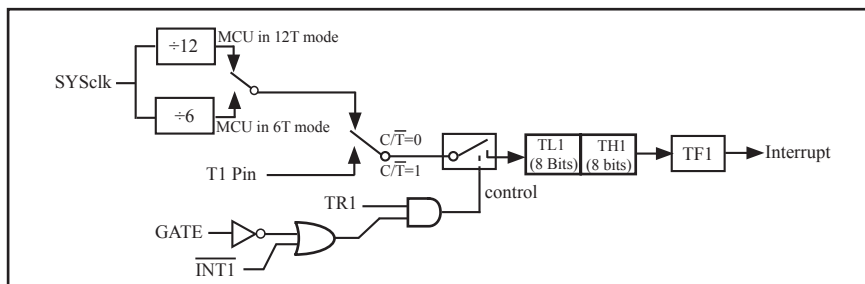 ÷12
MCU in 12T mode
SYSclk
÷6
MCU in 6T mode
C/T̅=0
C/T̅=1
T1 Pin
TL1
(8 Bits)
TH1
(8 bits)
TF1
Interrupt
control
TR1
GATE
I̅N̅T̅1̅